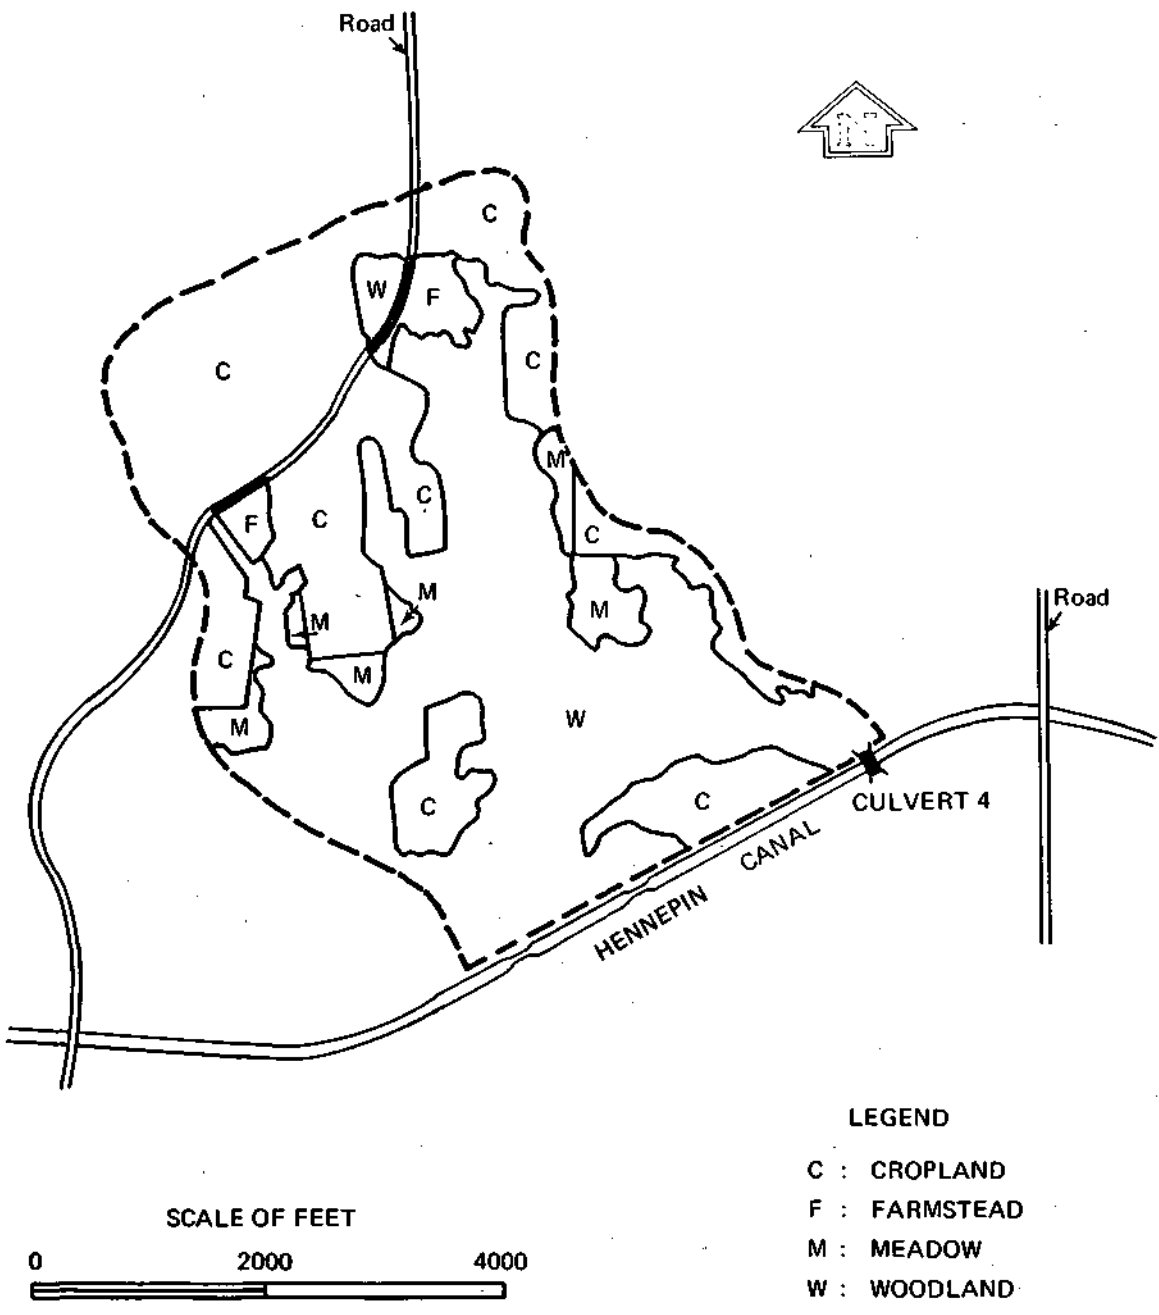 Road
N
C
W
F
C
C
M
C
F
C
C
M
M
M
Road
C
M
M
W
C
C
CULVERT 4
HENNEPIN CANAL
LEGEND
C : CROPLAND
F : FARMSTEAD
M : MEADOW
W : WOODLAND
SCALE OF FEET
0 2000 4000